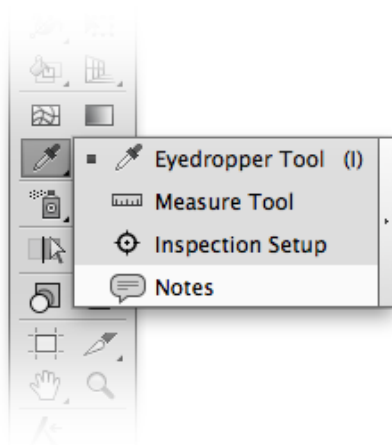 Eyedropper Tool (I)
Measure Tool
Inspection Setup
Notes